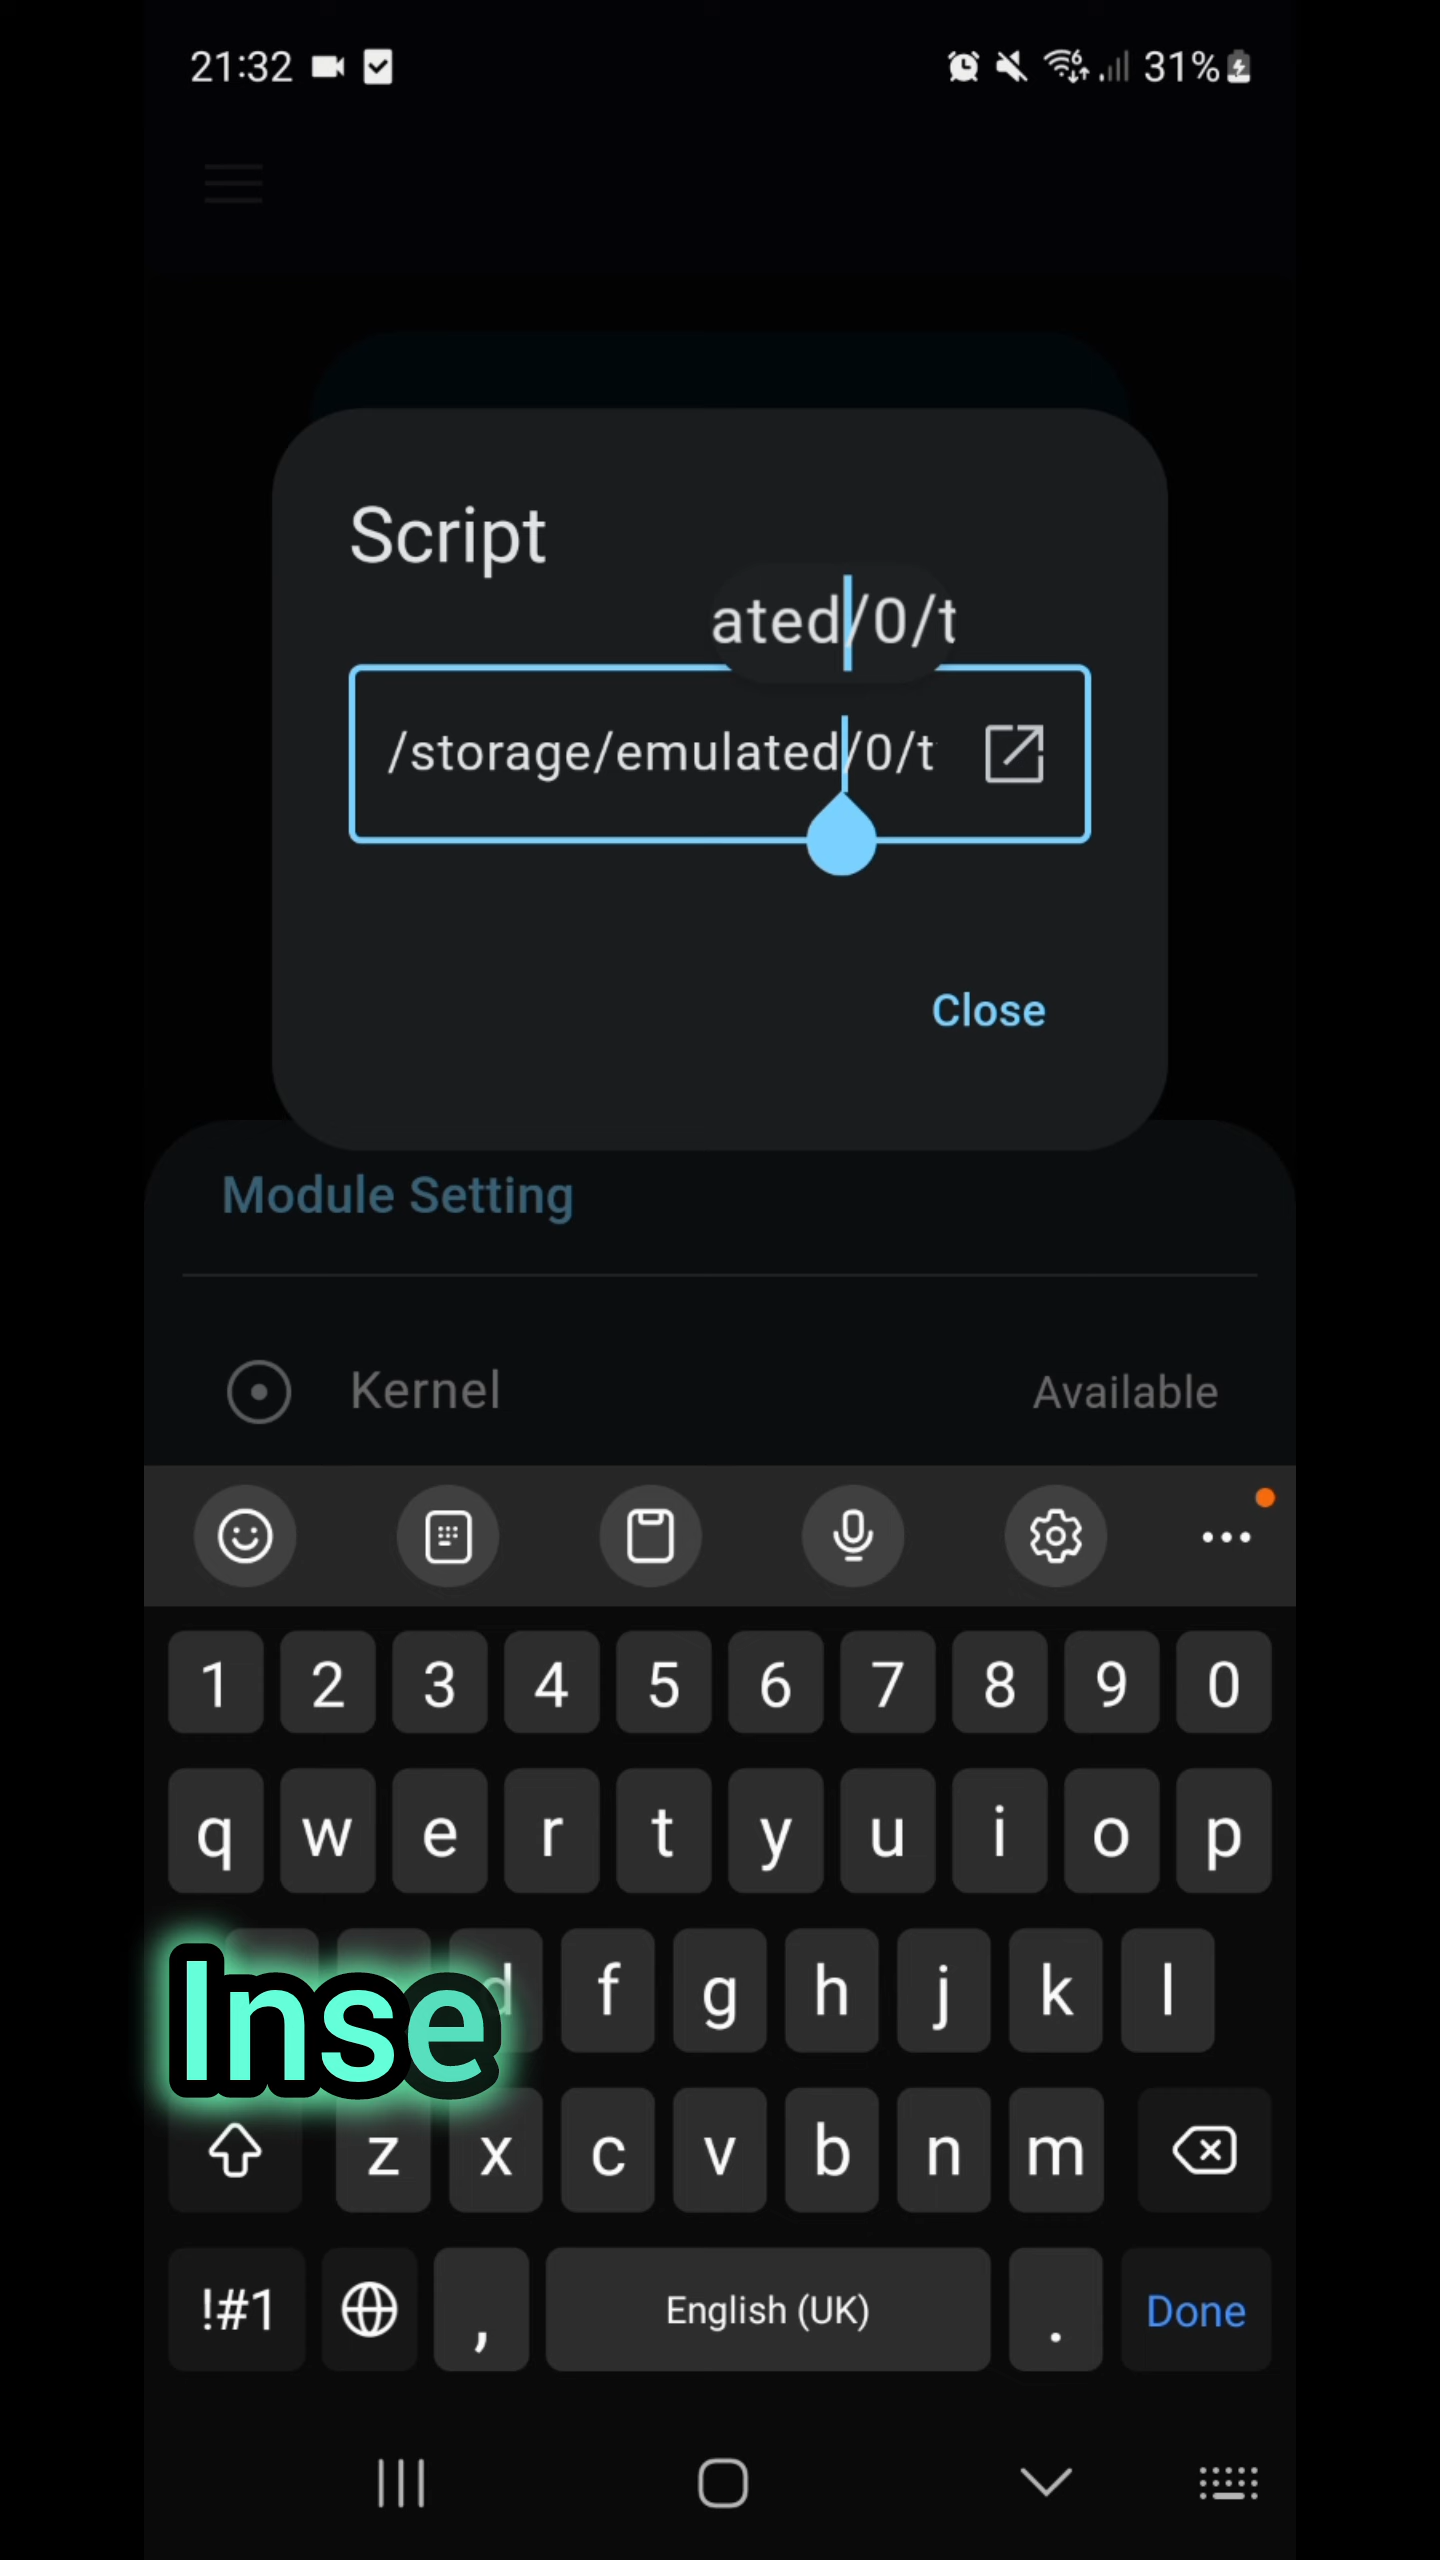 21:32 31%
Script
ated/0/t
/storage/emulated/0/t
Close
Module Setting
Kernel Available
1 2 3 4 5 6 7 8 9 0
q w e r t y u i o p
Inse
d f g h j k l
z x c v b n m
!#1 , English (UK) . Done